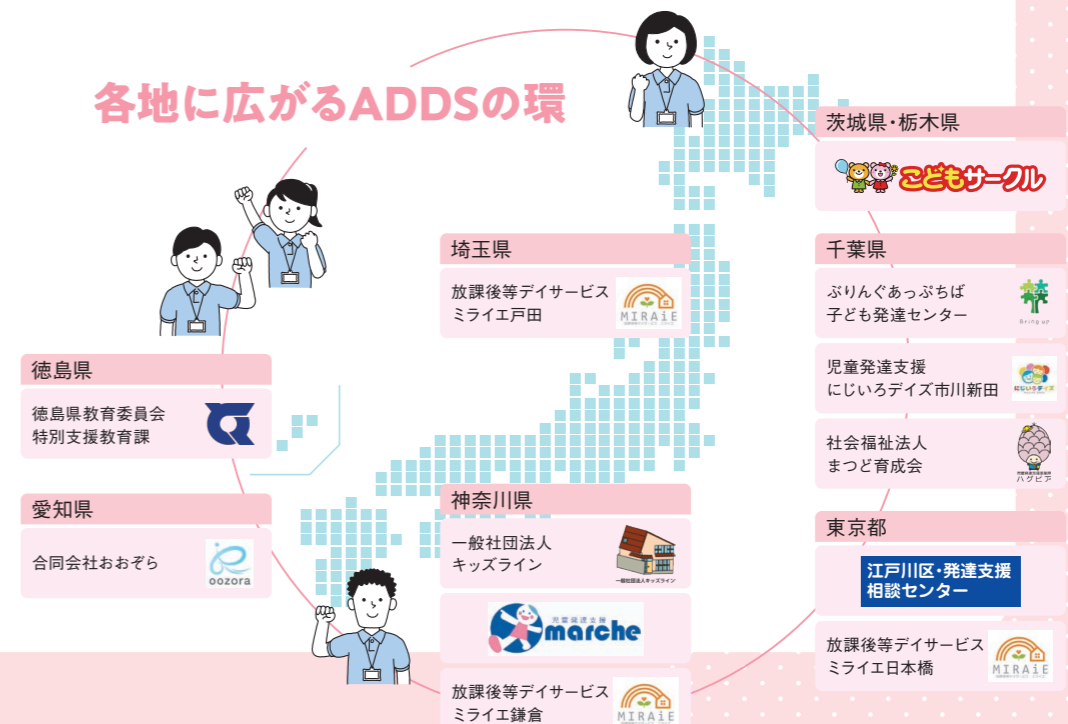 各地に広がるADDSの環
茨城県・栃木県
こどもサークル
埼玉県
放課後等デイサービス
ミライエ戸田
MIRAiE
千葉県
ぶりんぐあっぷちば
子ども発達センター
Bring up
児童発達支援
にじいろデイズ市川新田
にじいろデイズ
社会福祉法人
まつど育成会
ハグピア
徳島県
徳島県教育委員会
特別支援教育課
愛知県
合同会社おおぞら
oozora
神奈川県
一般社団法人
キッズライン
一般社団法人キッズライン
児童発達支援
marche
放課後等デイサービス
ミライエ鎌倉
MIRAiE
東京都
江戸川区・発達支援
相談センター
放課後等デイサービス
ミライエ日本橋
MIRAiE